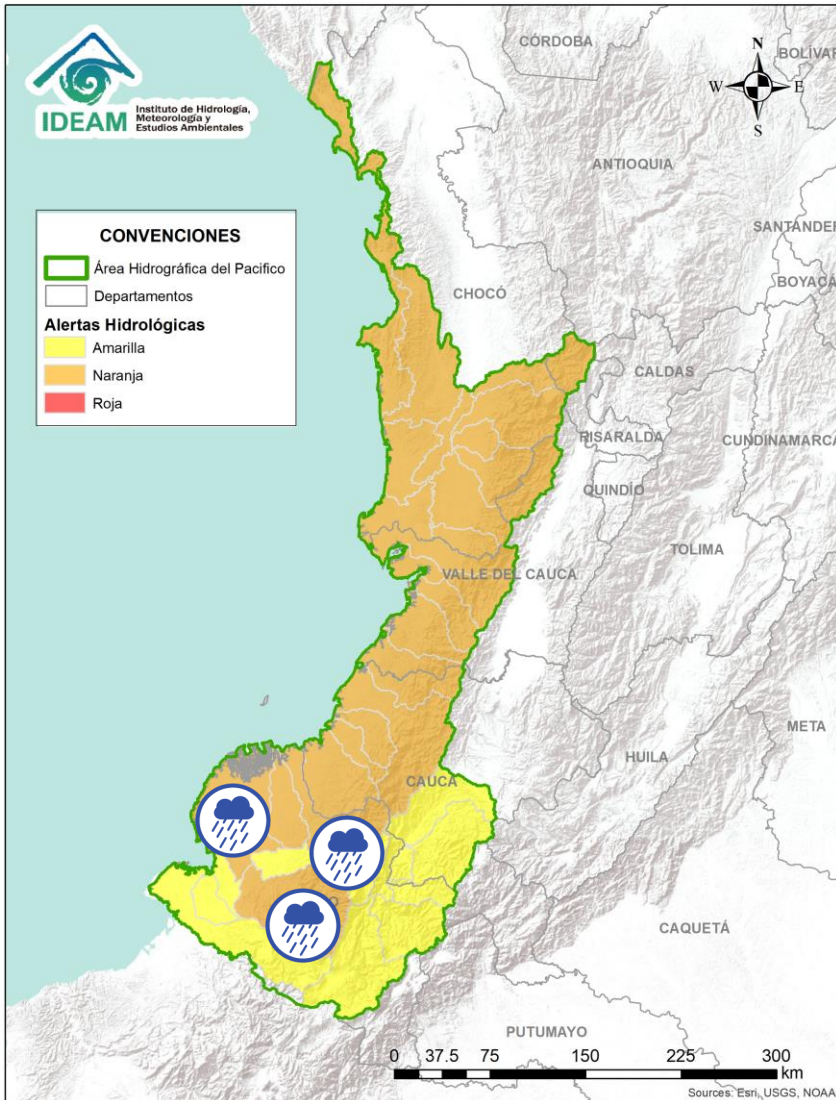 IDEAM
Instituto de Hidrología,
Meteorología y
Estudios Ambientales
N
W
E
S
CÓRDOBA
BOLÍVAR
ANTIOQUIA
SANTANDER
BOYACÁ
CHOCÓ
CONVENCIONES
Área Hidrográfica del Pacifico
Departamentos
Alertas Hidrológicas
Amarilla
Naranja
Roja
CALDAS
RISARALDA
CUNDINAMARCA
QUINDÍO
TOLIMA
VALLE DEL CAUCA
META
HUILA
CAUCA
CAQUETÁ
PUTUMAYO
0 37.5 75 150 225 300
km
Sources: Esri, USGS, NOAA